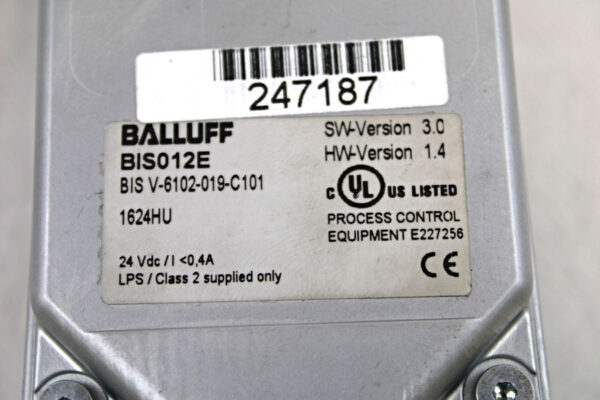 247187
BALLUFF
BIS012E
BIS V-6102-019-C101
1624HU
24 Vdc / I <0,4A
LPS / Class 2 supplied only
SW-Version 3.0
HW-Version 1.4
C UL US LISTED
PROCESS CONTROL
EQUIPMENT E227256
CE